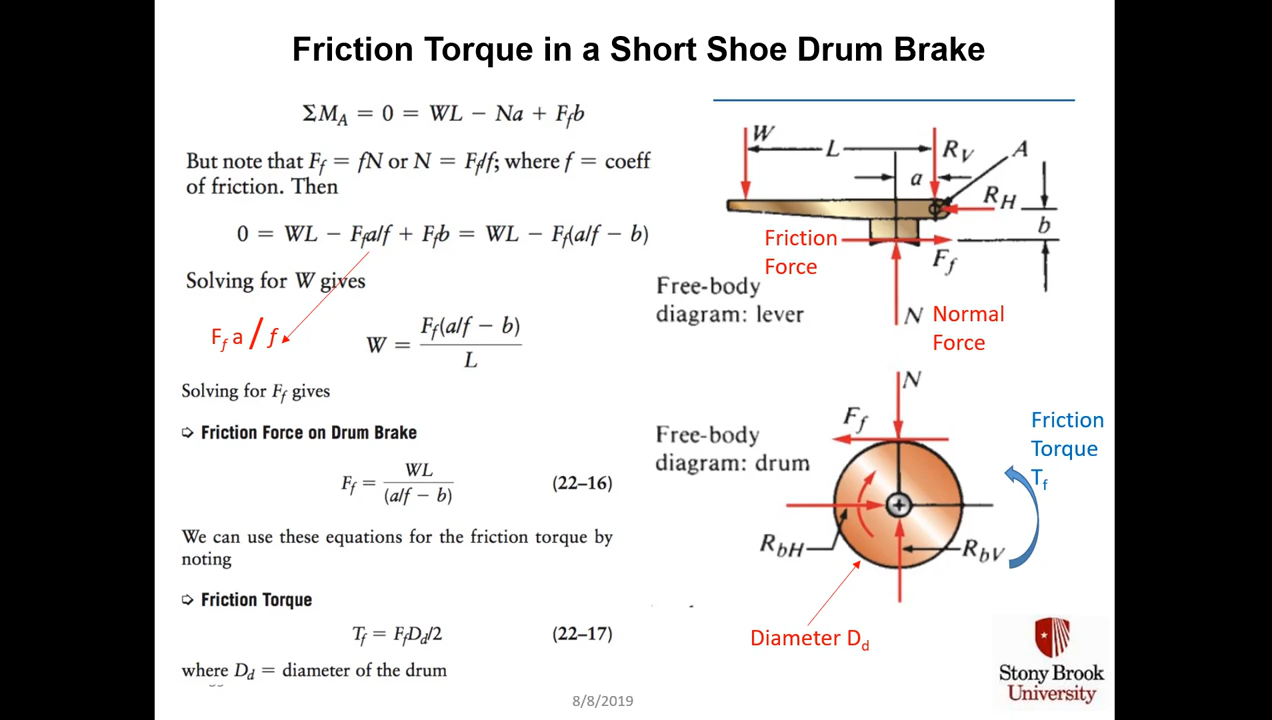 Friction Torque in a Short Shoe Drum Brake
ΣM_A = 0 = WL − Na + F_f b
But note that F_f = fN or N = F_f/f; where f = coeff
of friction. Then
0 = WL − F_f a/f + F_f b = WL − F_f(a/f − b)
Solving for W gives
F_f a / f
W = F_f(a/f − b) / L
Solving for F_f gives
➩ Friction Force on Drum Brake
F_f = WL / (a/f − b) (22–16)
We can use these equations for the friction torque by
noting
➩ Friction Torque
T_f = F_f D_d/2 (22–17)
where D_d = diameter of the drum
W
L
R_V
A
a
R_H
b
Friction
Force
F_f
Free-body
diagram: lever
N
Normal
Force
N
F_f
Free-body
diagram: drum
Friction
Torque
T_f
R_bH
R_bV
Diameter D_d
Stony Brook
University
8/8/2019